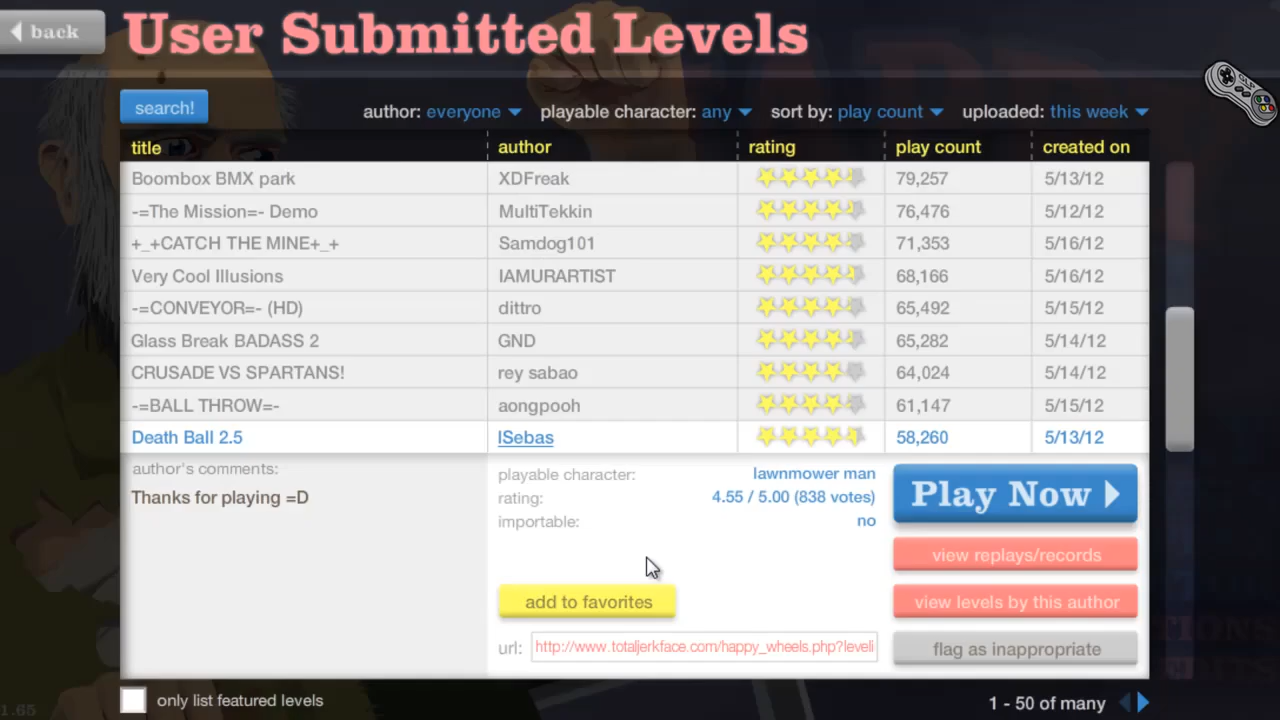 back
User Submitted Levels
search!
author: everyone playable character: any sort by: play count uploaded: this week
title author rating play count created on
Boombox BMX park XDFreak 79,257 5/13/12
-=The Mission=- Demo MultiTekkin 76,476 5/12/12
+_+CATCH THE MINE+_+ Samdog101 71,353 5/16/12
Very Cool Illusions IAMURARTIST 68,166 5/16/12
-=CONVEYOR=- (HD) dittro 65,492 5/15/12
Glass Break BADASS 2 GND 65,282 5/14/12
CRUSADE VS SPARTANS! rey sabao 64,024 5/14/12
-=BALL THROW=- aongpooh 61,147 5/15/12
Death Ball 2.5 lSebas 58,260 5/13/12
author's comments:
Thanks for playing =D
playable character: lawnmower man
rating: 4.55 / 5.00 (838 votes)
importable: no
add to favorites
url: http://www.totaljerkface.com/happy_wheels.php?leveli
Play Now
view replays/records
view levels by this author
flag as inappropriate
only list featured levels
1 - 50 of many
1.65